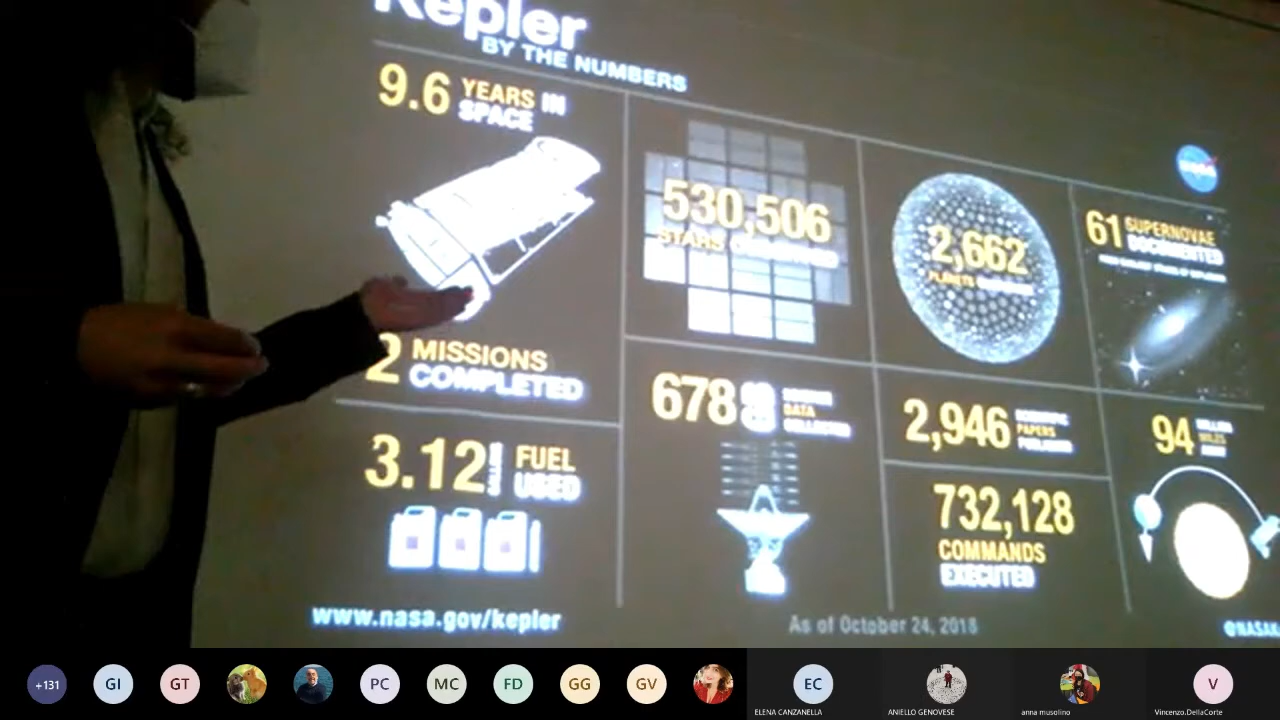 Kepler
BY THE NUMBERS
9.6 YEARS IN
SPACE
2 MISSIONS
COMPLETED
3.12 FUEL
USED
530,506
STARS
678 GB
DATA
COLLECTED
2,662
PLANETS
2,946
PAPERS
PUBLISHED
732,128
COMMANDS
EXECUTED
61 SUPERNOVAE
DOCUMENTED
94
MILES
www.nasa.gov/kepler
As of October 24, 2018
+131
GI
GT
PC
MC
FD
GG
GV
EC
V
ELENA CANZANELLA
ANIELLO GENOVESE
anna musolino
Vincenzo.DellaCorte